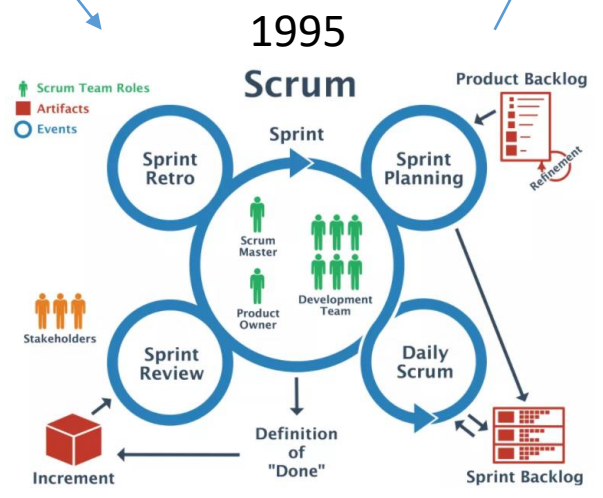 1995
Scrum
Scrum Team Roles
Artifacts
Events
Product Backlog
Refinement
Sprint
Sprint
Retro
Sprint
Planning
Scrum
Master
Product
Owner
Development
Team
Stakeholders
Sprint
Review
Daily
Scrum
Definition
of
"Done"
Increment
Sprint Backlog